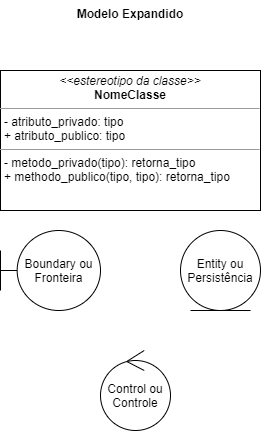 Modelo Expandido
<<estereotipo da classe>>
NomeClasse
- atributo_privado: tipo
+ atributo_publico: tipo
- metodo_privado(tipo): retorna_tipo
+ methodo_publico(tipo, tipo): retorna_tipo
Boundary ou
Fronteira
Entity ou
Persistência
Control ou
Controle